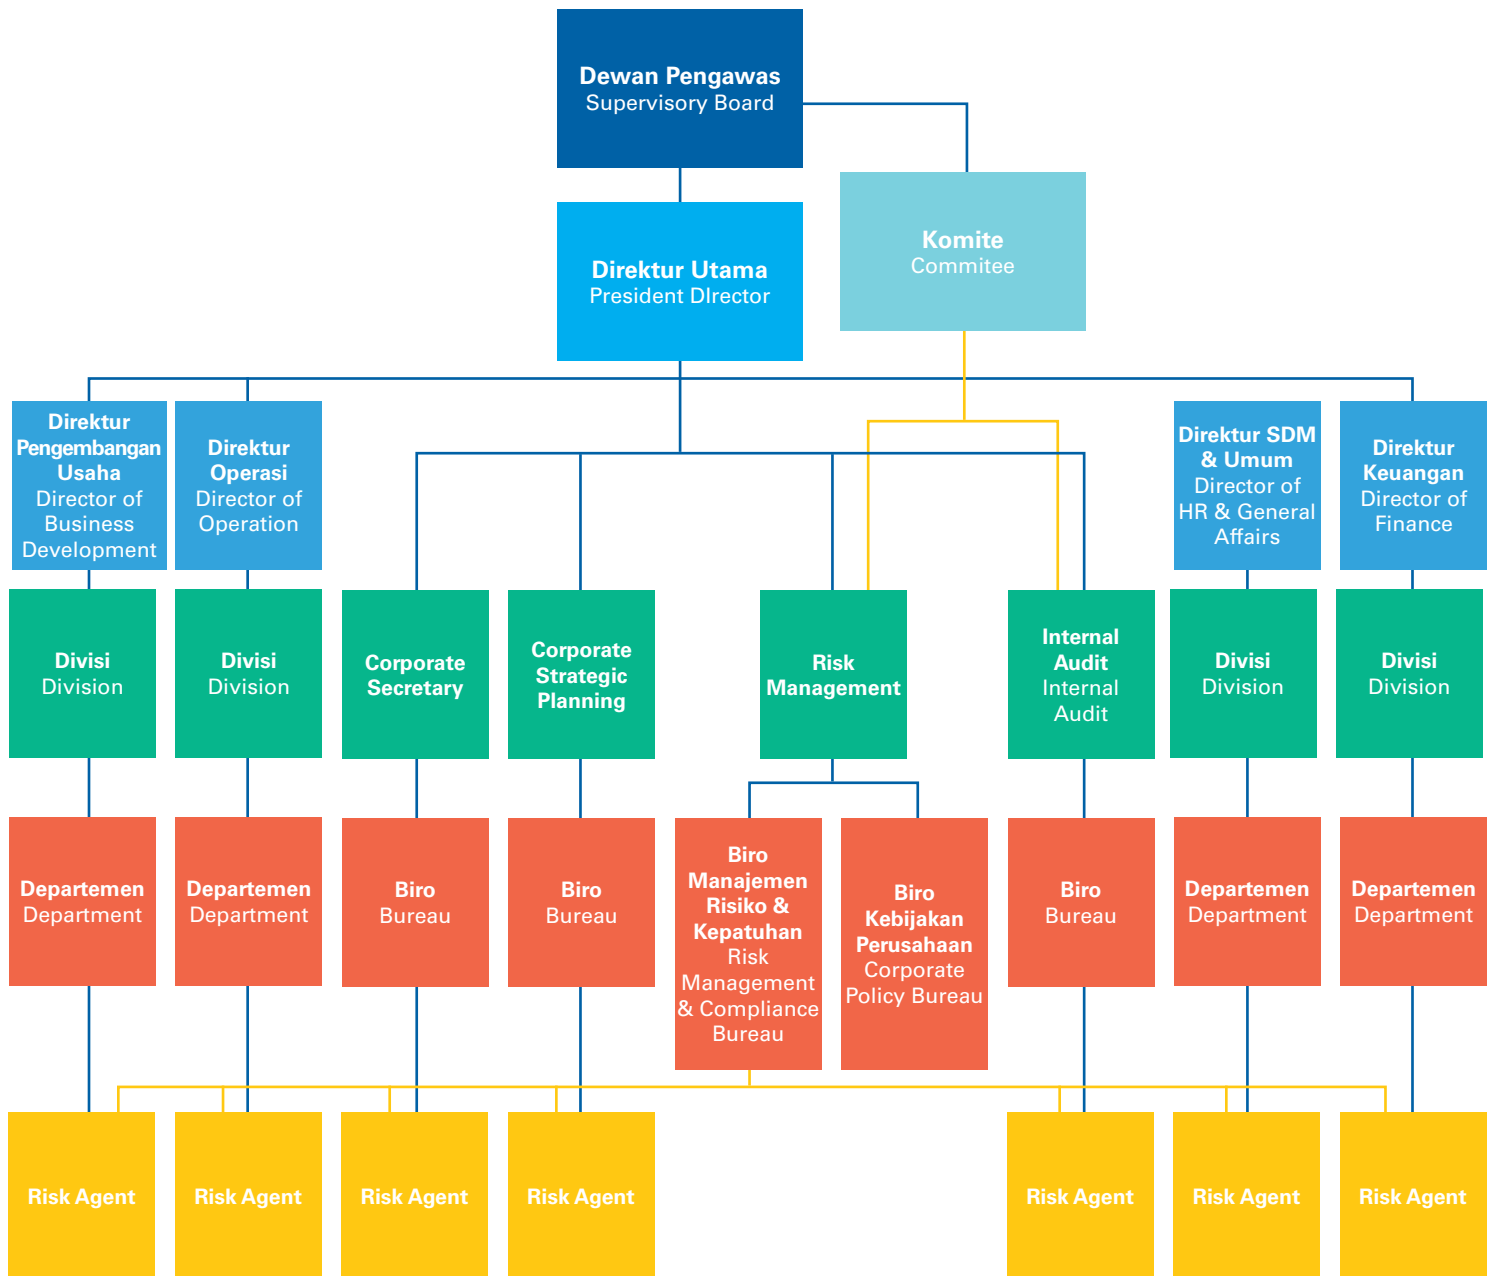 Dewan Pengawas
Supervisory Board
Direktur Utama
President DIrector
Komite
Commitee
Direktur
Pengembangan
Usaha
Director of
Business
Development
Direktur
Operasi
Director of
Operation
Direktur SDM
& Umum
Director of
HR & General
Affairs
Direktur
Keuangan
Director of
Finance
Divisi
Division
Divisi
Division
Corporate
Secretary
Corporate
Strategic
Planning
Risk
Management
Internal
Audit
Internal
Audit
Divisi
Division
Divisi
Division
Departemen
Department
Departemen
Department
Biro
Bureau
Biro
Bureau
Biro
Manajemen
Risiko &
Kepatuhan
Risk
Management
& Compliance
Bureau
Biro
Kebijakan
Perusahaan
Corporate
Policy Bureau
Biro
Bureau
Departemen
Department
Departemen
Department
Risk Agent
Risk Agent
Risk Agent
Risk Agent
Risk Agent
Risk Agent
Risk Agent